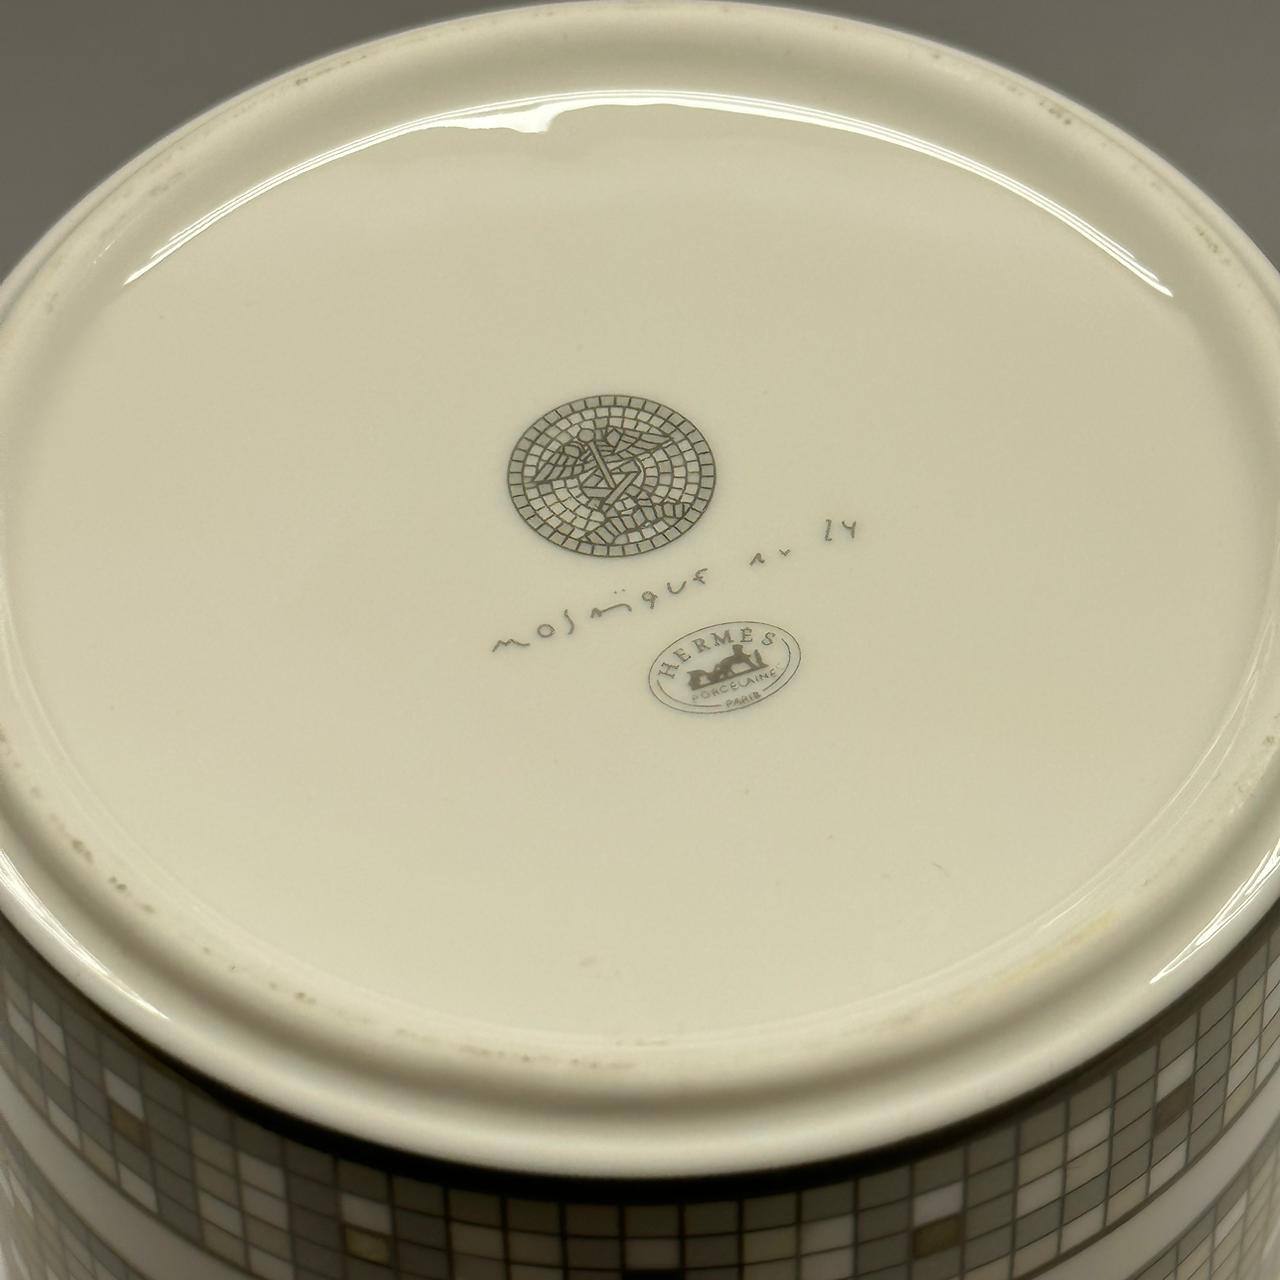 mosaïque au 24
HERMÈS
PORCELAINE
PARIS